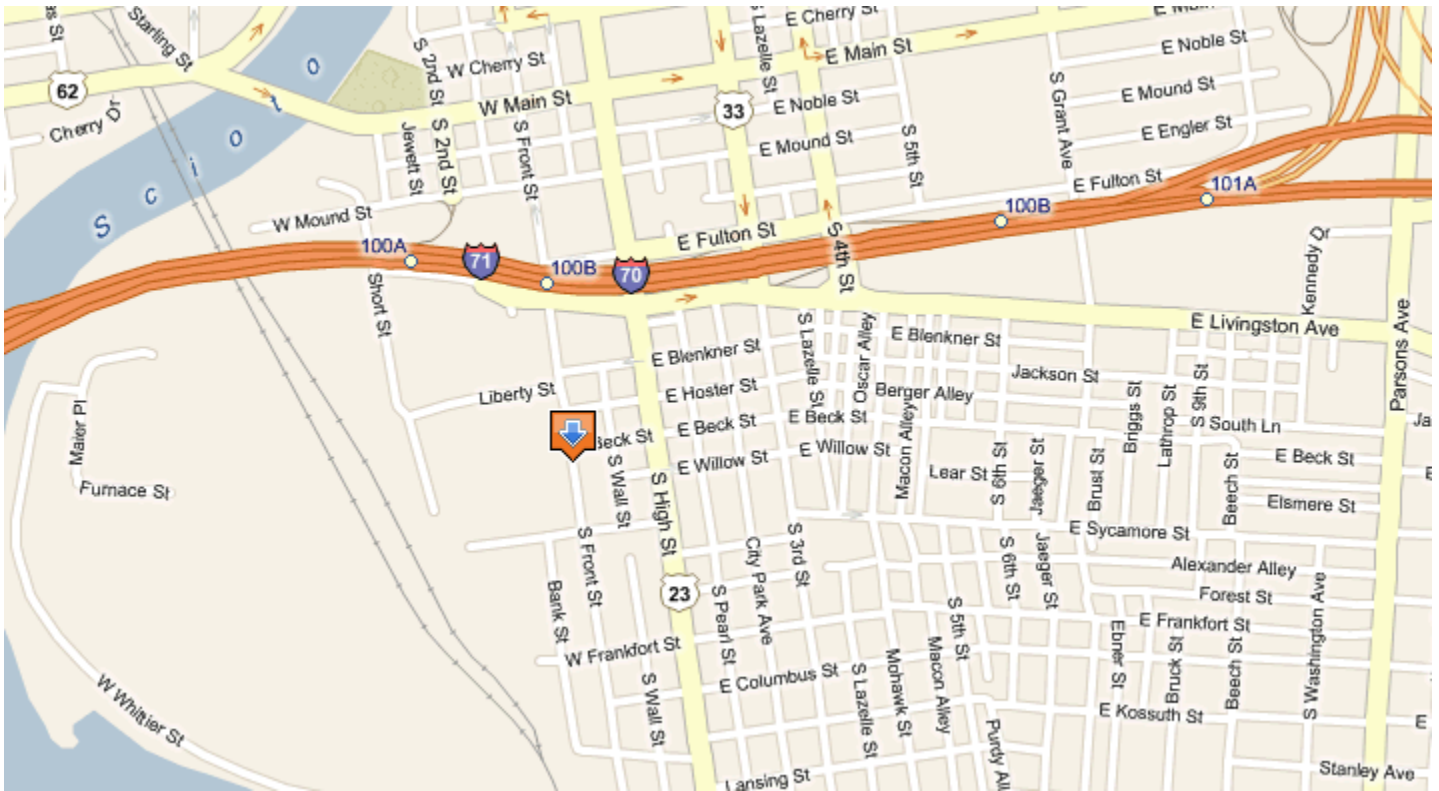 E Cherry St
E Main St
E Noble St
Starling St
S 2nd St
W Cherry St
S Lazelle St
E Main St
62
W Main St
33
E Noble St
S Grant Ave
E Mound St
Cherry Dr
Jewett St
S 2nd St
S Front St
E Mound St
S 5th St
E Engler St
Scioto
W Mound St
E Fulton St
101A
100B
E Fulton St
S 4th St
Kennedy Dr
100A
71
100B
70
Short St
E Livingston Ave
Parsons Ave
E Blenkner St
S Lazelle St
Oscar Alley
E Blenkner St
Liberty St
E Hoster St
Berger Alley
Jackson St
Briggs St
Lathrop St
S 9th St
Maier Pl
Beck St
E Beck St
E Beck St
Macon Alley
South Ln
Ja
S Wall St
E Willow St
E Willow St
Lear St
S 6th St
Jaeger St
Brust St
Beech St
E Beck St
E
Furnace St
S High St
Elsmere St
S Front St
City Park Ave
S 3rd St
E Sycamore St
S 6th St
Jaeger St
Alexander Alley
Bank St
23
S Pearl St
Forest St
S 5th St
E Frankfort St
W Frankfort St
Ebner St
Bruck St
Beech St
S Washington Ave
E Columbus St
S Lazelle St
Mohawk St
Macon Alley
W Whittier St
S Wall St
E Kossuth St
E
Purdy All
Lansing St
Stanley Ave